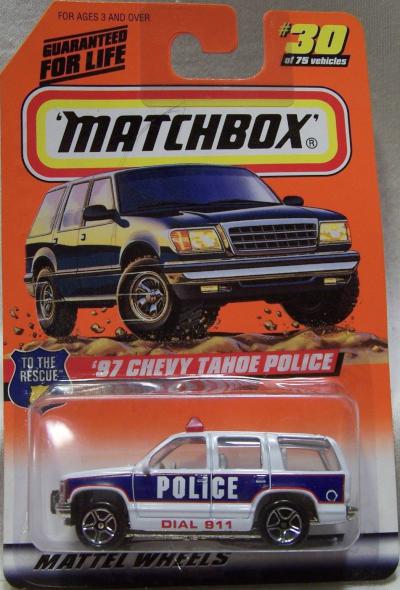 FOR AGES 3 AND OVER
GUARANTEED
FOR LIFE
#30
of 75 vehicles
'MATCHBOX'®
TO THE
RESCUE™
'97 CHEVY TAHOE POLICE
POLICE
DIAL 911
MATTEL WHEELS